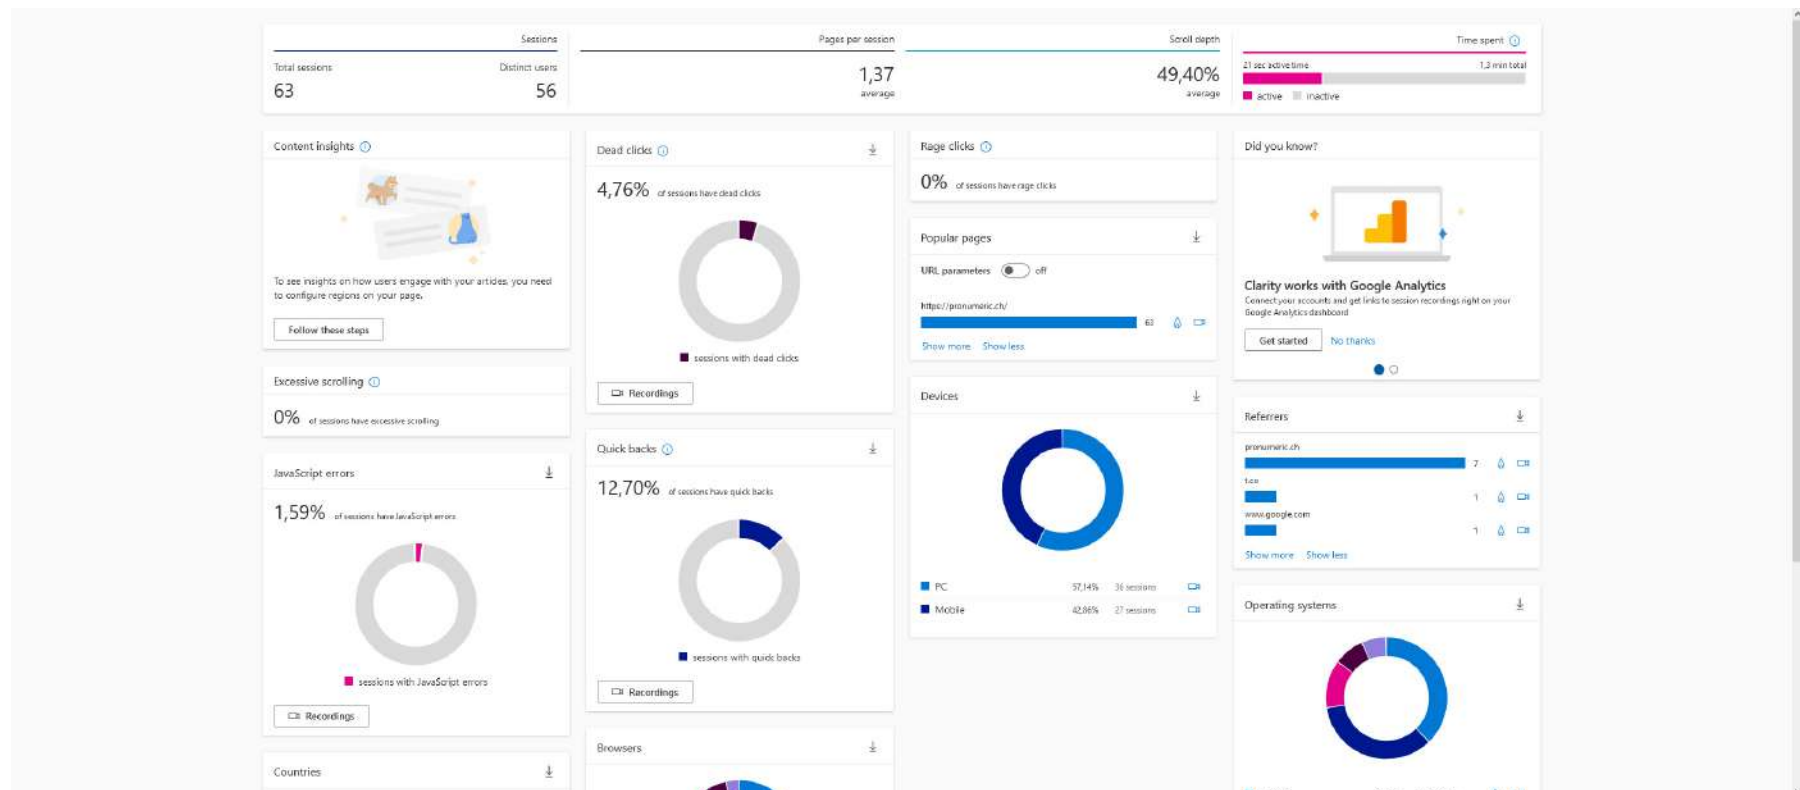 Sessions
Total sessions
Distinct users
63
56
Pages per session
1,37
average
Scroll depth
49,40%
average
Time spent
21 sec active time
1,3 min total
active
inactive
Content insights
To see insights on how users engage with your articles, you need
to configure regions on your page.
Follow these steps
Excessive scrolling
0% of sessions have excessive scrolling
JavaScript errors
1,59% of sessions have JavaScript errors
sessions with JavaScript errors
Recordings
Countries
Dead clicks
4,76% of sessions have dead clicks
sessions with dead clicks
Recordings
Quick backs
12,70% of sessions have quick backs
sessions with quick backs
Recordings
Browsers
Rage clicks
0% of sessions have rage clicks
Popular pages
URL parameters off
https://pronumeric.ch/
63
Show more Show less
Devices
PC 57,14% 36 sessions
Mobile 42,86% 27 sessions
Did you know?
Clarity works with Google Analytics
Connect your accounts and get links to session recordings right on your
Google Analytics dashboard
Get started No thanks
Referrers
pronumeric.ch
7
t.co
1
www.google.com
1
Show more Show less
Operating systems